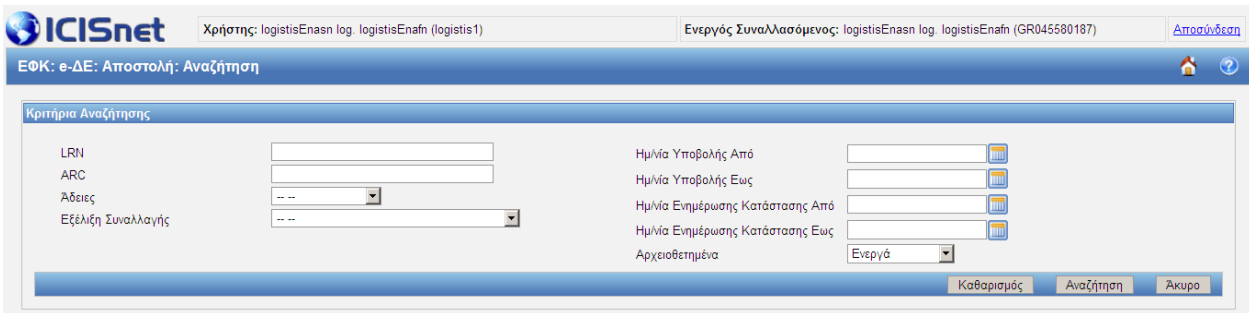 ICISnet Χρήστης: logistisEnasn log. logistisEnafn (logistis1) Ενεργός Συναλλασόμενος: logistisEnasn log. logistisEnafn (GR045580187) Αποσύνδεση
ΕΦΚ: e-ΔΕ: Αποστολή: Αναζήτηση
Κριτήρια Αναζήτησης
LRN
ARC
Άδειες -- --
Εξέλιξη Συναλλαγής -- --
Ημ/νία Υποβολής Από
Ημ/νία Υποβολής Εως
Ημ/νία Ενημέρωσης Κατάστασης Από
Ημ/νία Ενημέρωσης Κατάστασης Εως
Αρχειοθετημένα Ενεργά
Καθαρισμός Αναζήτηση Άκυρο